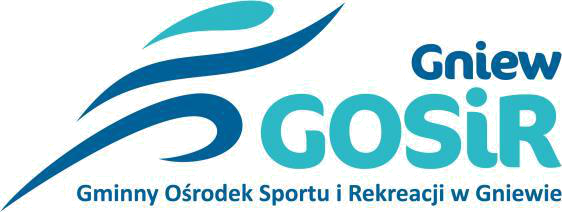 Gniew
GOSiR
Gminny Ośrodek Sportu i Rekreacji w Gniewie